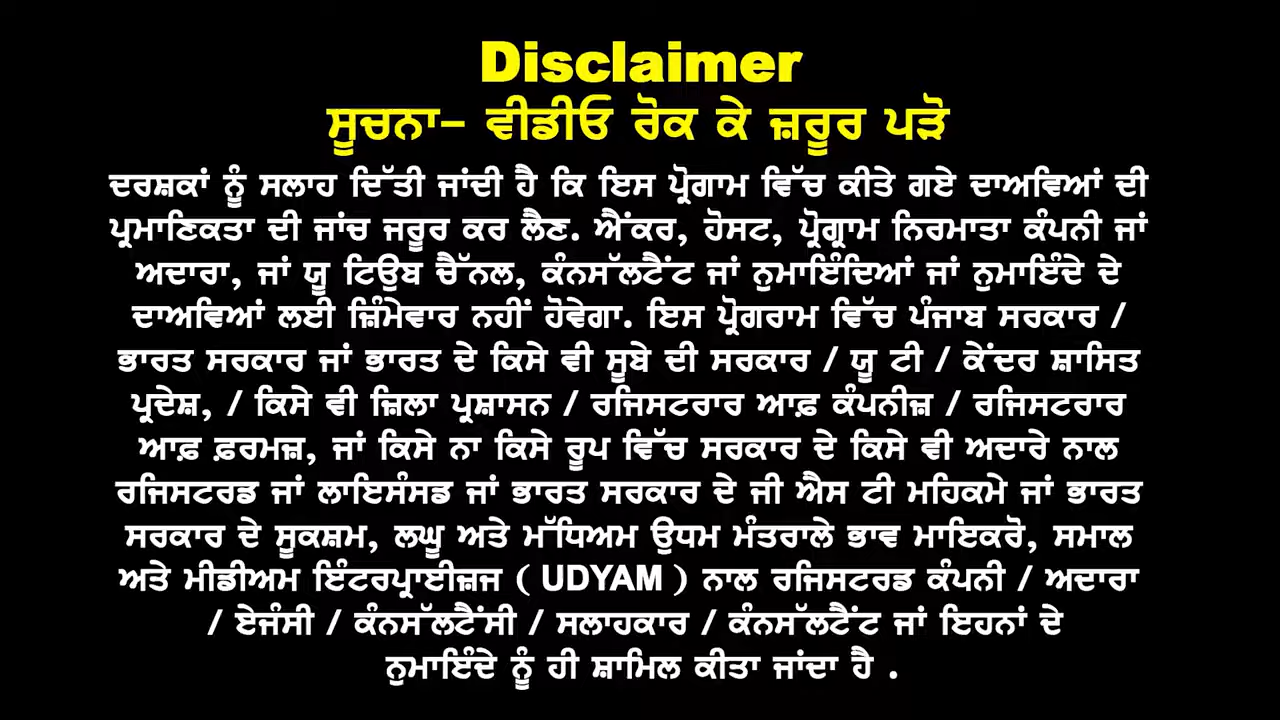 Disclaimer
ਸੂਚਨਾ- ਵੀਡੀਓ ਰੋਕ ਕੇ ਜ਼ਰੂਰ ਪੜੋ
ਦਰਸ਼ਕਾਂ ਨੂੰ ਸਲਾਹ ਦਿੱਤੀ ਜਾਂਦੀ ਹੈ ਕਿ ਇਸ ਪ੍ਰੋਗਾਮ ਵਿੱਚ ਕੀਤੇ ਗਏ ਦਾਅਵਿਆਂ ਦੀ
ਪ੍ਰਮਾਣਿਕਤਾ ਦੀ ਜਾਂਚ ਜਰੂਰ ਕਰ ਲੈਣ. ਐਂਕਰ, ਹੋਸਟ, ਪ੍ਰੋਗ੍ਰਾਮ ਨਿਰਮਾਤਾ ਕੰਪਨੀ ਜਾਂ
ਅਦਾਰਾ, ਜਾਂ ਯੂ ਟਿਉਬ ਚੈੱਨਲ, ਕੰਨਸੱਲਟੈਂਟ ਜਾਂ ਨੁਮਾਇੰਦਿਆਂ ਜਾਂ ਨੁਮਾਇੰਦੇ ਦੇ
ਦਾਅਵਿਆਂ ਲਈ ਜ਼ਿੰਮੇਵਾਰ ਨਹੀਂ ਹੋਵੇਗਾ. ਇਸ ਪ੍ਰੋਗਰਾਮ ਵਿੱਚ ਪੰਜਾਬ ਸਰਕਾਰ /
ਭਾਰਤ ਸਰਕਾਰ ਜਾਂ ਭਾਰਤ ਦੇ ਕਿਸੇ ਵੀ ਸੂਬੇ ਦੀ ਸਰਕਾਰ / ਯੂ ਟੀ / ਕੇਂਦਰ ਸ਼ਾਸਿਤ
ਪ੍ਰਦੇਸ਼, / ਕਿਸੇ ਵੀ ਜ਼ਿਲਾ ਪ੍ਰਸ਼ਾਸਨ / ਰਜਿਸਟਰਾਰ ਆਫ਼ ਕੰਪਨੀਜ਼ / ਰਜਿਸਟਰਾਰ
ਆਫ਼ ਫ਼ਰਮਜ਼, ਜਾਂ ਕਿਸੇ ਨਾ ਕਿਸੇ ਰੂਪ ਵਿੱਚ ਸਰਕਾਰ ਦੇ ਕਿਸੇ ਵੀ ਅਦਾਰੇ ਨਾਲ
ਰਜਿਸਟਰਡ ਜਾਂ ਲਾਇਸੰਸਡ ਜਾਂ ਭਾਰਤ ਸਰਕਾਰ ਦੇ ਜੀ ਐਸ ਟੀ ਮਹਿਕਮੇ ਜਾਂ ਭਾਰਤ
ਸਰਕਾਰ ਦੇ ਸੂਕਸ਼ਮ, ਲਘੂ ਅਤੇ ਮੱਧਿਅਮ ਉਧਮ ਮੰਤਰਾਲੇ ਭਾਵ ਮਾਇਕਰੋ, ਸਮਾਲ
ਅਤੇ ਮੀਡੀਅਮ ਇੰਟਰਪ੍ਰਾਈਜ਼ਜ ( UDYAM ) ਨਾਲ ਰਜਿਸਟਰਡ ਕੰਪਨੀ / ਅਦਾਰਾ
/ ਏਜੰਸੀ / ਕੰਨਸੱਲਟੈਂਸੀ / ਸਲਾਹਕਾਰ / ਕੰਨਸੱਲਟੈਂਟ ਜਾਂ ਇਹਨਾਂ ਦੇ
ਨੁਮਾਇੰਦੇ ਨੂੰ ਹੀ ਸ਼ਾਮਿਲ ਕੀਤਾ ਜਾਂਦਾ ਹੈ .